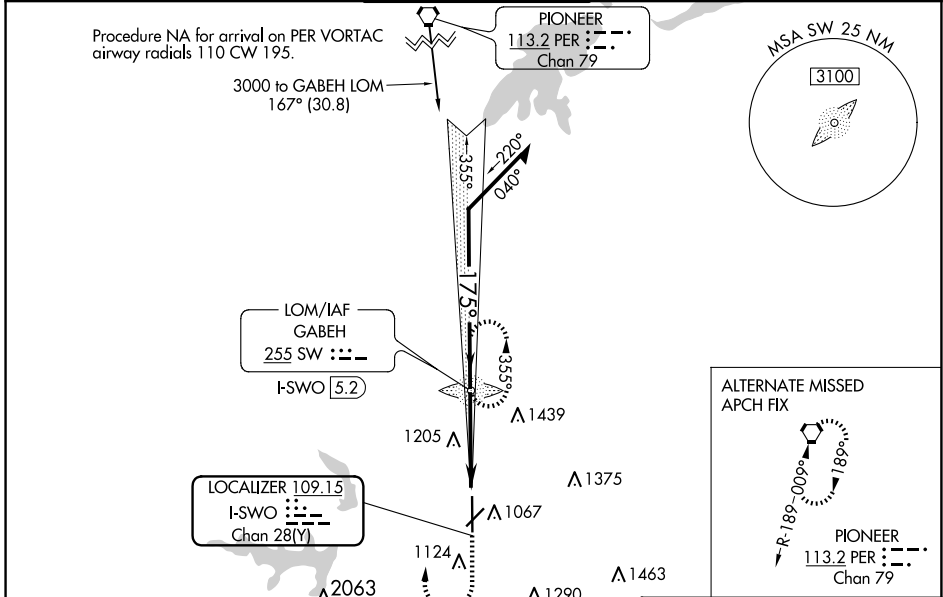 Procedure NA for arrival on PER VORTAC
airway radials 110 CW 195.
PIONEER
113.2 PER
Chan 79
3000 to GABEH LOM
167° (30.8)
MSA SW 25 NM
3100
355°
220°
040°
175°
LOM/IAF
GABEH
255 SW
I-SWO 5.2
355°
1439
1205
1375
LOCALIZER 109.15
I-SWO
Chan 28(Y)
1067
1124
2063
1290
1463
ALTERNATE MISSED
APCH FIX
R-189
009°
189°
PIONEER
113.2 PER
Chan 79